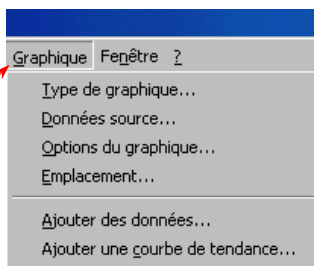 Graphique Fenêtre ?
Type de graphique...
Données source...
Options du graphique...
Emplacement...
Ajouter des données...
Ajouter une courbe de tendance...